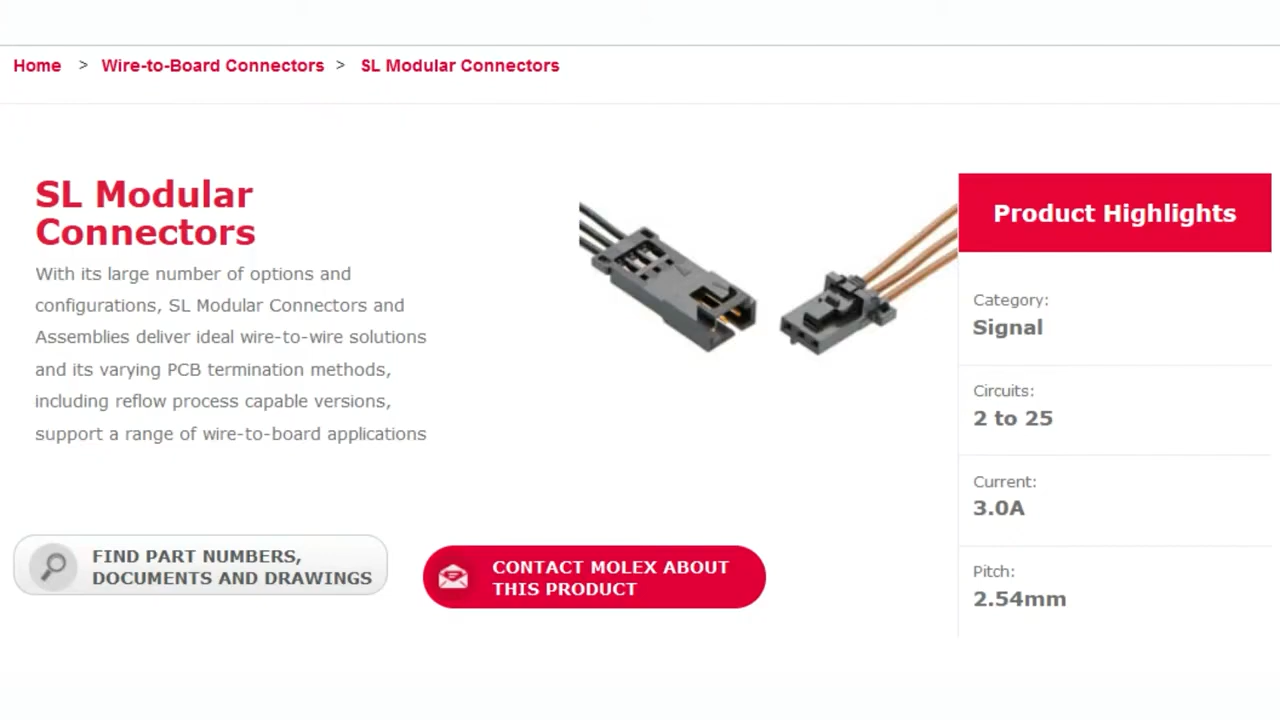 Home > Wire-to-Board Connectors > SL Modular Connectors
SL Modular
Connectors
With its large number of options and
configurations, SL Modular Connectors and
Assemblies deliver ideal wire-to-wire solutions
and its varying PCB termination methods,
including reflow process capable versions,
support a range of wire-to-board applications
FIND PART NUMBERS,
DOCUMENTS AND DRAWINGS
CONTACT MOLEX ABOUT
THIS PRODUCT
Product Highlights
Category:
Signal
Circuits:
2 to 25
Current:
3.0A
Pitch:
2.54mm